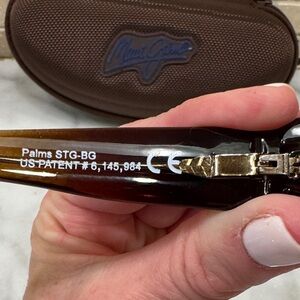 Maui Jim
Palms STG-BG
US PATENT # 6,145,984 CE